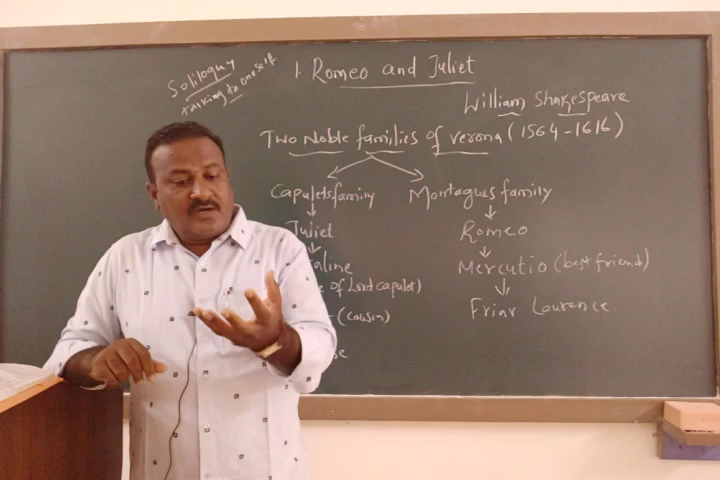 Soliloquy
talking to oneself
1. Romeo and Juliet
William Shakespeare
Two Noble families of verona (1564-1616)
Capulets family
Montagues family
Juliet
Romeo
Mercutio (best friend)
of Lord capulet)
Friar Laurence.
(cousin)